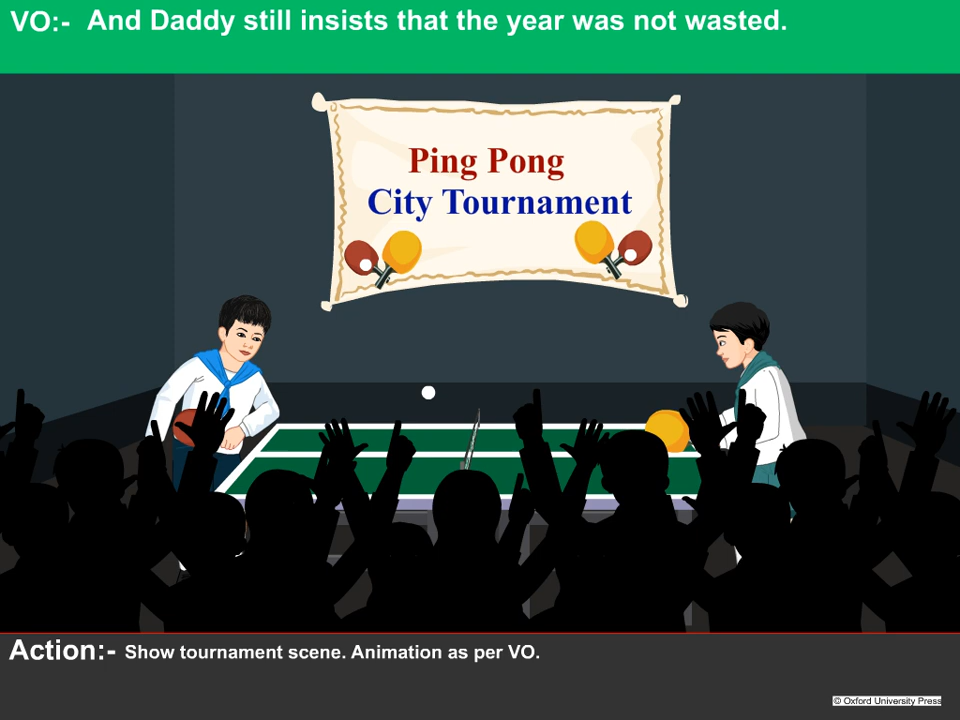 VO:- And Daddy still insists that the year was not wasted.
Ping Pong
City Tournament
Action:- Show tournament scene. Animation as per VO.
© Oxford University Press